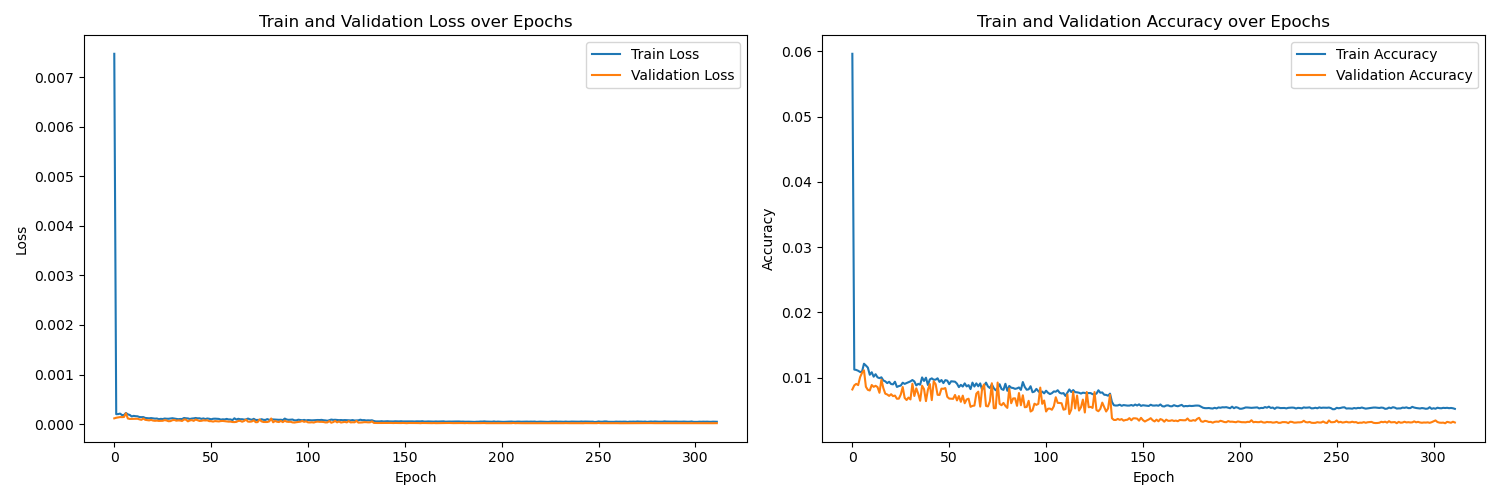 Train and Validation Loss over Epochs
Train Loss
Validation Loss
0.007
0.006
0.005
0.004
0.003
0.002
0.001
0.000
Loss
0
50
100
150
200
250
300
Epoch
Train and Validation Accuracy over Epochs
Train Accuracy
Validation Accuracy
0.06
0.05
0.04
0.03
0.02
0.01
Accuracy
0
50
100
150
200
250
300
Epoch